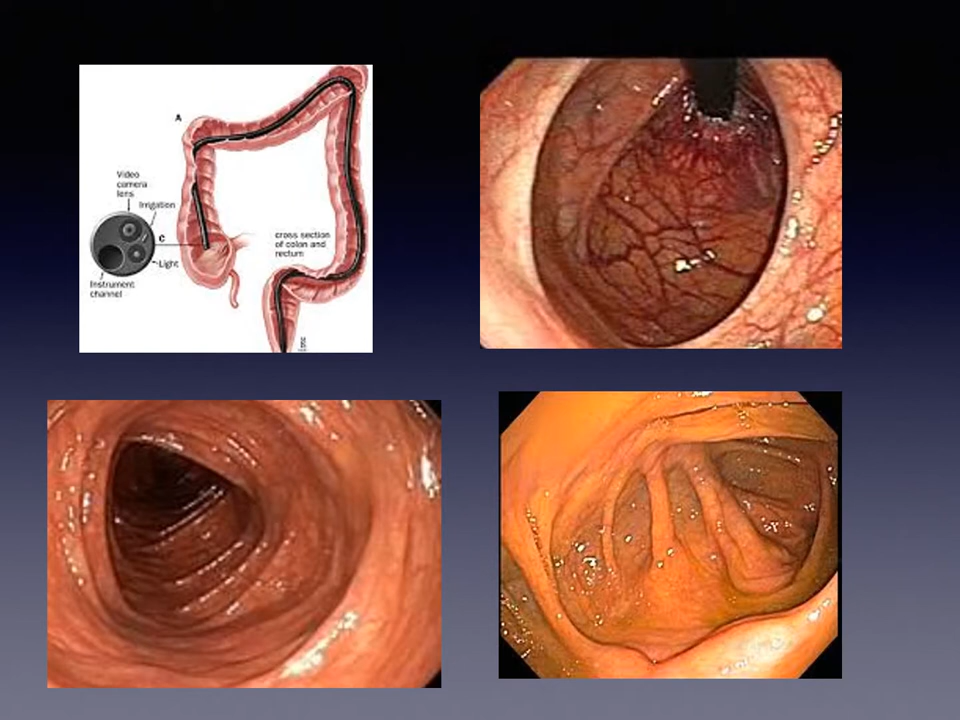 A
Video
camera
lens
Irrigation
C
Light
Instrument
channel
cross section
of colon and
rectum